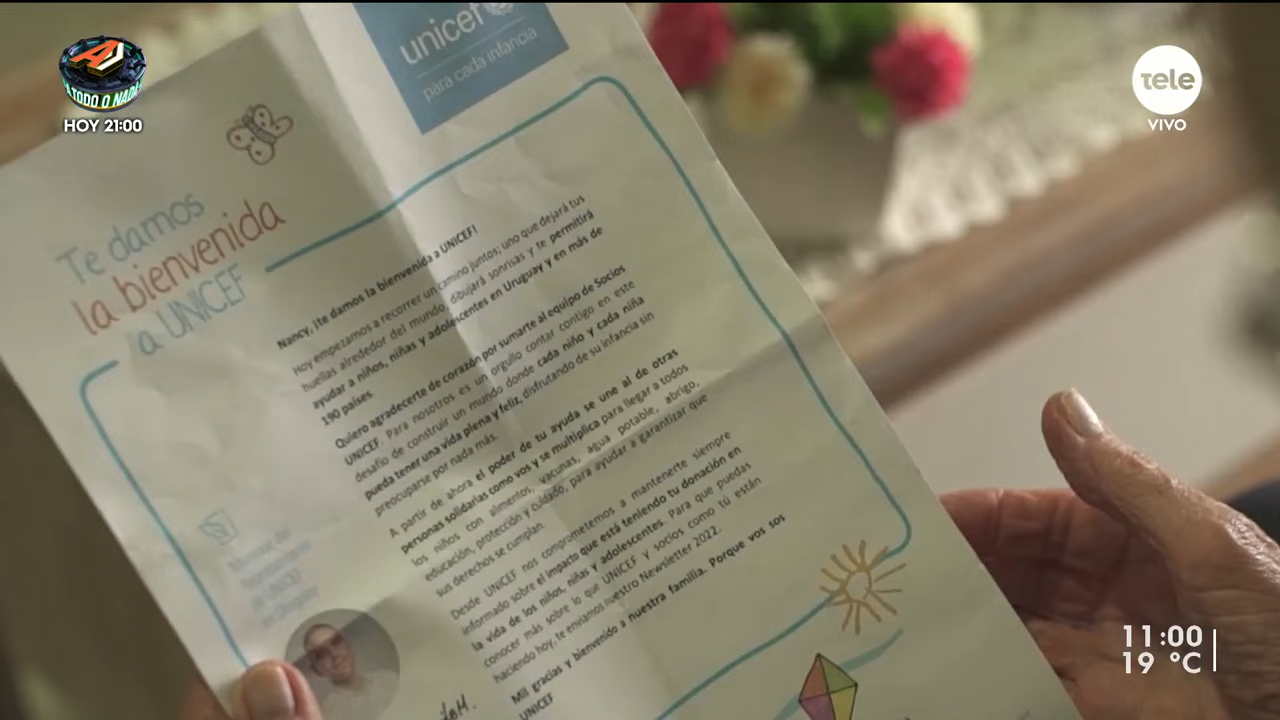 A TODO O NADA
HOY 21:00
tele
VIVO
unicef
para cada infancia
Te damos
la bienvenida
a UNICEF
Nancy, ¡te damos la bienvenida a UNICEF!
Hoy empezamos a recorrer un camino juntos; uno que dejará tus
huellas alrededor del mundo, dibujará sonrisas y te permitirá
ayudar a niños, niñas y adolescentes en Uruguay y en más de
190 países.
Quiero agradecerte de corazón por sumarte al equipo de Socios
UNICEF. Para nosotros es un orgullo contar contigo en este
desafío de construir un mundo donde cada niño y cada niña
pueda tener una vida plena y feliz, disfrutando de su infancia sin
preocuparse por nada más.
A partir de ahora el poder de tu ayuda se une al de otras
personas solidarias como vos y se multiplica para llegar a todos
los niños con alimentos, vacunas, agua potable, abrigo,
educación, protección y cuidado, para ayudar a garantizar que
sus derechos se cumplan.
Desde UNICEF nos comprometemos a mantenerte siempre
informado sobre el impacto que está teniendo tu donación en
la vida de los niños, niñas y adolescentes. Para que puedas
conocer más sobre lo que UNICEF y socios como tú están
haciendo hoy, te enviamos nuestro Newsletter 2022.
Mil gracias y bienvenido a nuestra familia. Porque vos sos
UNICEF
11:00
19 °C